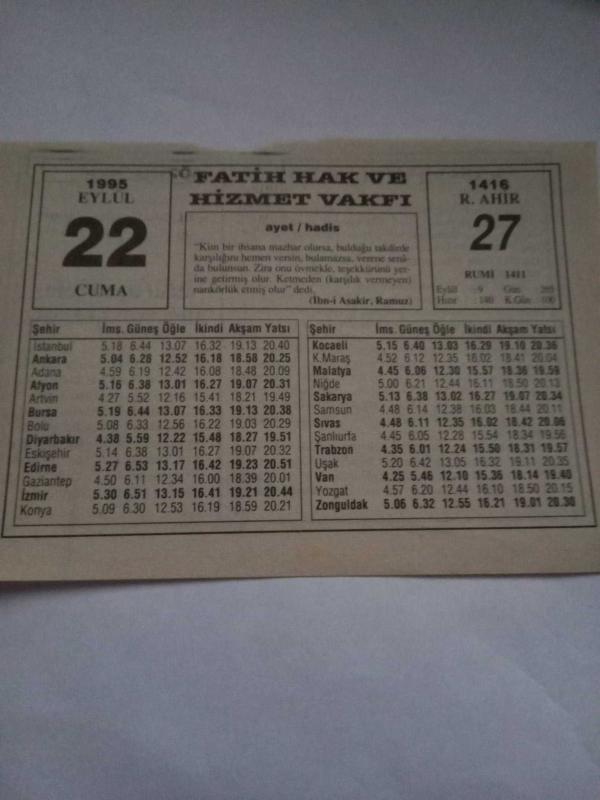 1995
EYLUL
22
CUMA
FATİH HAK VE
HİZMET VAKFI
ayet / hadis
"Kim bir ihsana mazhar olursa, bulduğu takdirde
karşılığını hemen versin, bulamazsa, verene senâ-
da bulunsun. Zira onu övmekle, teşekkürünü ye-
rine getirmiş olur. Ketmeden (karşılık vermeyen)
nankörlük etmiş olur" dedi.
(İbn-i Asakir, Ramuz)
1416
R. AHIR
27
RUMİ 1411
Eylül : 9 Gün : 265
Hızır : 140 K.Gün : 100
Şehir İms. Güneş Öğle İkindi Akşam Yatsı
İstanbul 5.18 6.44 13.07 16.32 19.13 20.40
Ankara 5.04 6.28 12.52 16.18 18.58 20.25
Adana 4.59 6.19 12.42 16.08 18.48 20.09
Afyon 5.16 6.38 13.01 16.27 19.07 20.31
Artvin 4.27 5.52 12.16 15.41 18.21 19.49
Bursa 5.19 6.44 13.07 16.33 19.13 20.38
Bolu 5.08 6.33 12.56 16.22 19.03 20.29
Diyarbakır 4.38 5.59 12.22 15.48 18.27 19.51
Eskişehir 5.14 6.38 13.01 16.27 19.07 20.32
Edirne 5.27 6.53 13.17 16.42 19.23 20.51
Gaziantep 4.50 6.11 12.34 16.00 18.39 20.01
İzmir 5.30 6.51 13.15 16.41 19.21 20.44
Konya 5.09 6.30 12.53 16.19 18.59 20.21
Şehir İms. Güneş Öğle İkindi Akşam Yatsı
Kocaeli 5.15 6.40 13.03 16.29 19.10 20.36
K.Maraş 4.52 6.12 12.35 16.02 18.41 20.04
Malatya 4.45 6.06 12.30 15.57 18.36 19.59
Niğde 5.00 6.21 12.44 16.11 18.50 20.13
Sakarya 5.13 6.38 13.02 16.27 19.07 20.34
Samsun 4.48 6.14 12.38 16.03 18.44 20.11
Sıvas 4.48 6.11 12.35 16.02 18.42 20.06
Şanlıurfa 4.45 6.05 12.28 15.54 18.34 19.56
Trabzon 4.35 6.01 12.24 15.50 18.31 19.57
Uşak 5.20 6.42 13.05 16.32 19.11 20.35
Van 4.25 5.46 12.10 15.36 18.14 19.40
Yozgat 4.57 6.20 12.44 16.10 18.50 20.15
Zonguldak 5.06 6.32 12.55 16.21 19.01 20.30